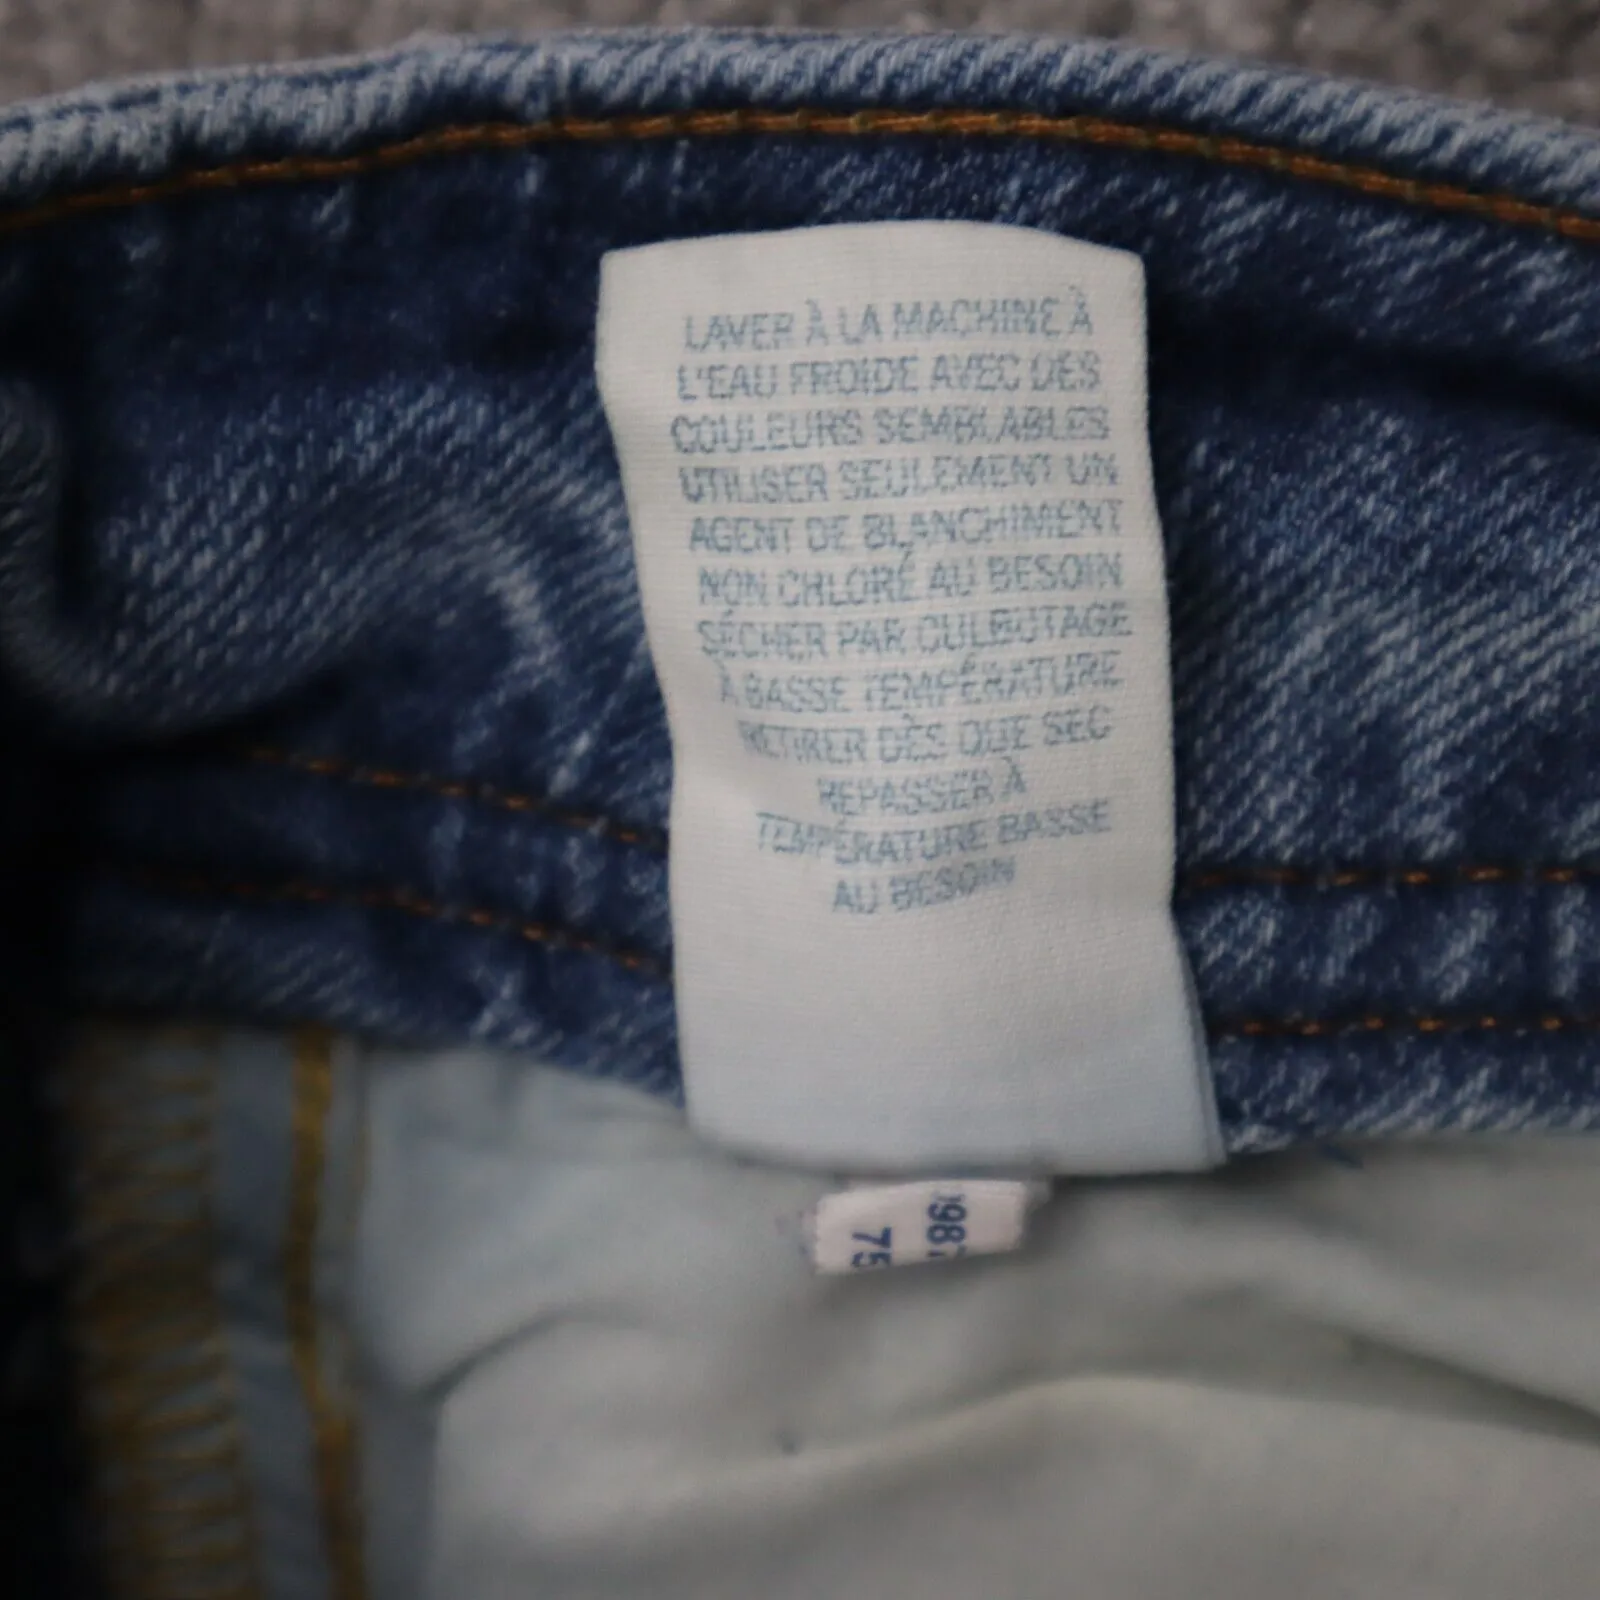 LAVER À LA MACHINE À
L'EAU FROIDE AVEC DES
COULEURS SEMBLABLES
UTILISER SEULEMENT UN
AGENT DE BLANCHIMENT
NON CHLORÉ AU BESOIN
SÉCHER PAR CULBUTAGE
À BASSE TEMPÉRATURE
RETIRER DÈS QUE SEC
REPASSER À
TEMPÉRATURE BASSE
AU BESOIN